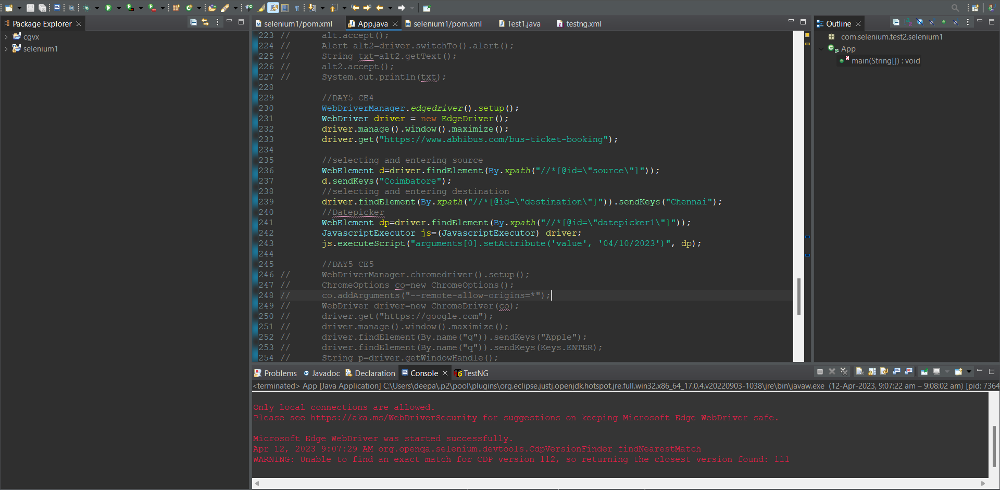 Package Explorer
cgvx
selenium1
selenium1/pom.xml
App.java
selenium1/pom.xml
Test1.java
testng.xml
223 // alt.accept();
224 // Alert alt2=driver.switchTo().alert();
225 // String txt=alt2.getText();
226 // alt2.accept();
227 // System.out.println(txt);
228
229 //DAY5 CE4
230 WebDriverManager.edgedriver().setup();
231 WebDriver driver = new EdgeDriver();
232 driver.manage().window().maximize();
233 driver.get("https://www.abhibus.com/bus-ticket-booking");
234
235 //selecting and entering source
236 WebElement d=driver.findElement(By.xpath("//*[@id=\"source\"]"));
237 d.sendKeys("Coimbatore");
238 //selecting and entering destination
239 driver.findElement(By.xpath("//*[@id=\"destination\"]")).sendKeys("Chennai");
240 //Datepicker
241 WebElement dp=driver.findElement(By.xpath("//*[@id=\"datepicker1\"]"));
242 JavascriptExecutor js=(JavascriptExecutor) driver;
243 js.executeScript("arguments[0].setAttribute('value', '04/10/2023')", dp);
244
245 //DAY5 CE5
246 // WebDriverManager.chromedriver().setup();
247 // ChromeOptions co=new ChromeOptions();
248 // co.addArguments("--remote-allow-origins=*");
249 // WebDriver driver=new ChromeDriver(co);
250 // driver.get("https://google.com");
251 // driver.manage().window().maximize();
252 // driver.findElement(By.name("q")).sendKeys("Apple");
253 // driver.findElement(By.name("q")).sendKeys(Keys.ENTER);
254 // String p=driver.getWindowHandle();
Outline
com.selenium.test2.selenium1
App
main(String[]) : void
Problems
Javadoc
Declaration
Console
TestNG
<terminated> App [Java Application] C:\Users\deepa\.p2\pool\plugins\org.eclipse.justj.openjdk.hotspot.jre.full.win32.x86_64_17.0.4.v20220903-1038\jre\bin\javaw.exe (12-Apr-2023, 9:07:22 am – 9:08:02 am) [pid: 7364
Only local connections are allowed.
Please see https://aka.ms/WebDriverSecurity for suggestions on keeping Microsoft Edge WebDriver safe.
Microsoft Edge WebDriver was started successfully.
Apr 12, 2023 9:07:29 AM org.openqa.selenium.devtools.CdpVersionFinder findNearestMatch
WARNING: Unable to find an exact match for CDP version 112, so returning the closest version found: 111